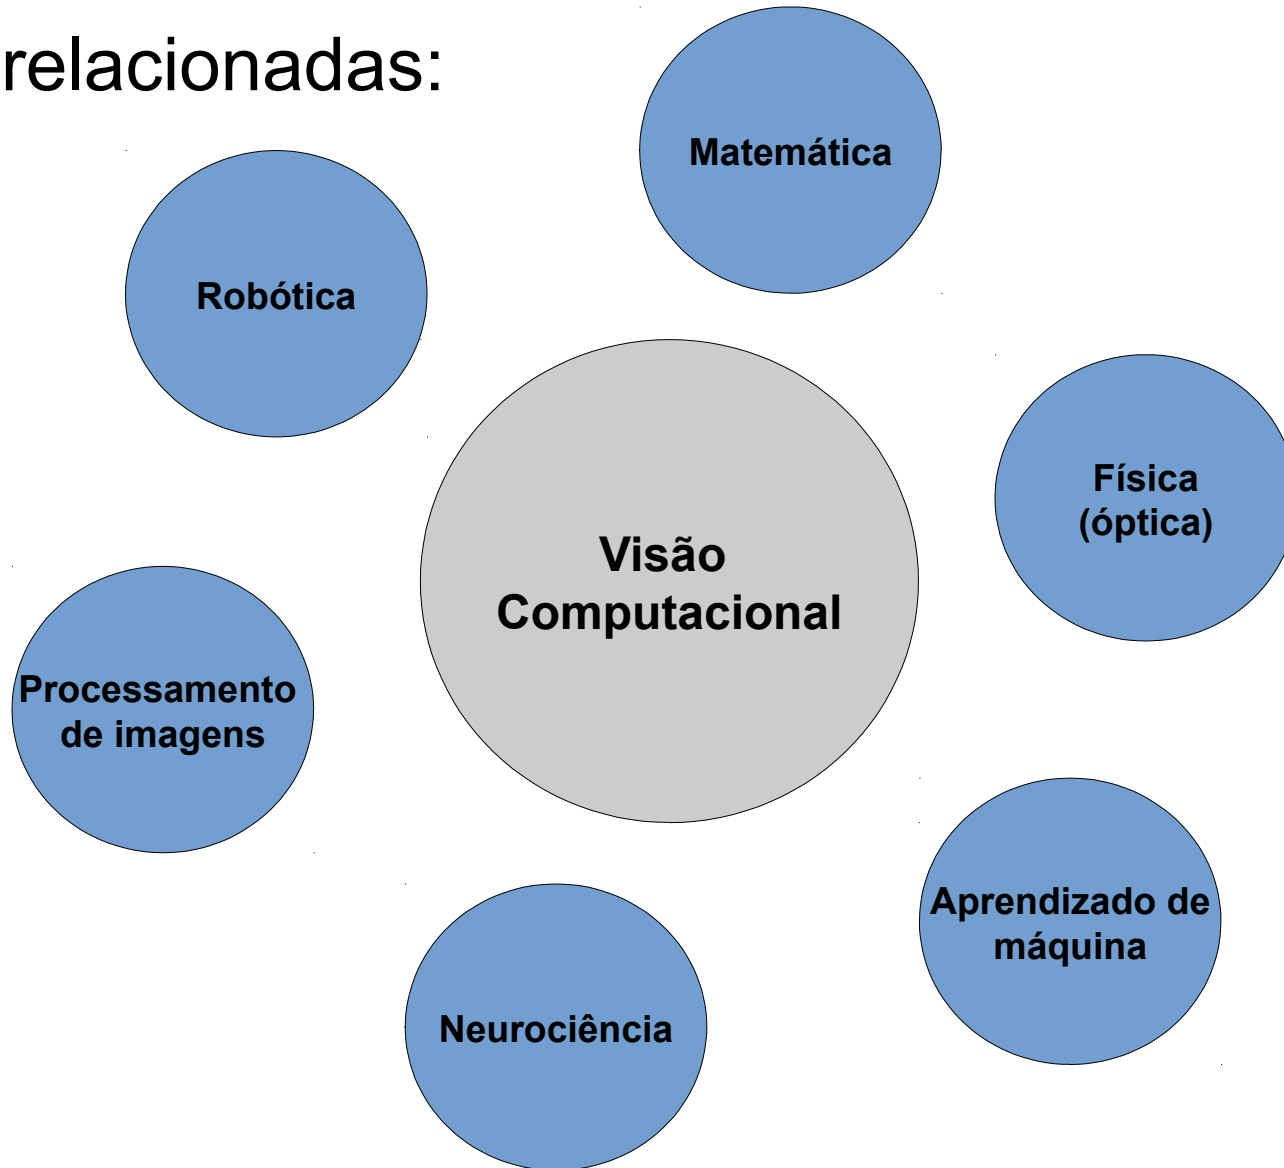 relacionadas:
Matemática
Robótica
Física
(óptica)
Visão
Computacional
Processamento
de imagens
Aprendizado de
máquina
Neurociência